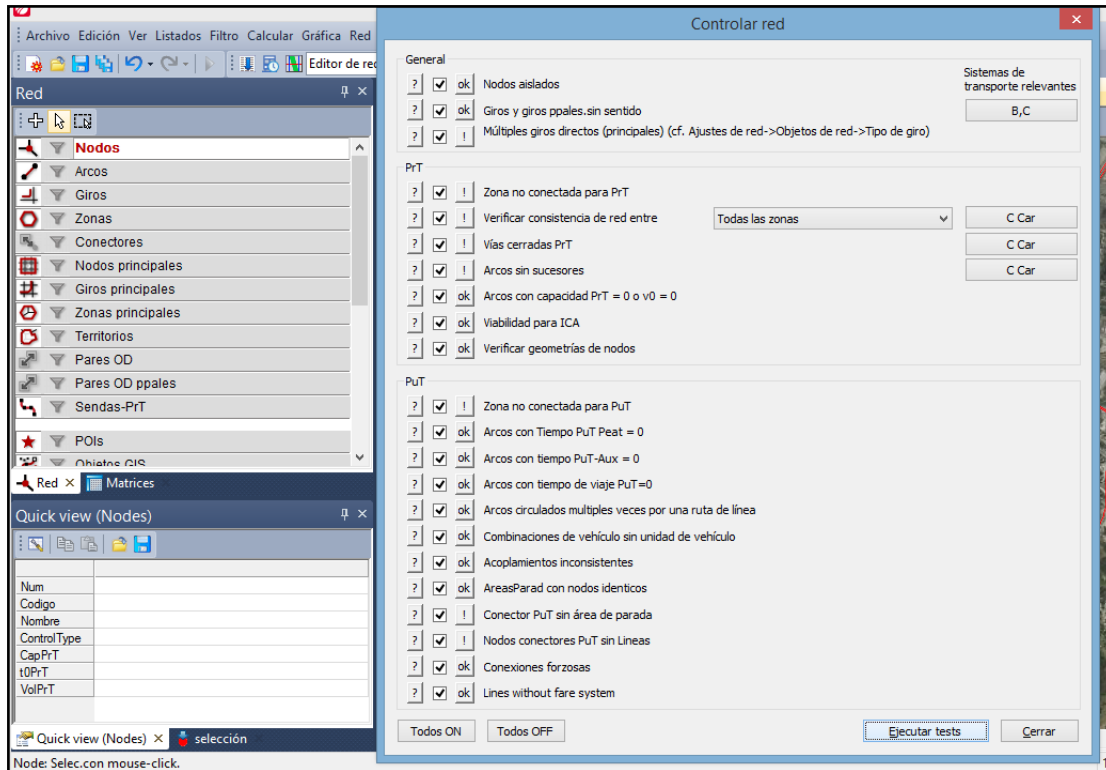 Controlar red
Archivo Edición Ver Listados Filtro Calcular Gráfica Red
Editor de rec
Red
Nodos
Arcos
Giros
Zonas
Conectores
Nodos principales
Giros principales
Zonas principales
Territorios
Pares OD
Pares OD ppales
Sendas-PrT
POIs
Objetos GIS
Red
Matrices
Quick view (Nodes)
Num
Codigo
Nombre
ControlType
CapPrT
t0PrT
VolPrT
Quick view (Nodes)
selección
Node: Selec.con mouse-click.
General
Sistemas de
transporte relevantes
? ok Nodos aislados
? ok Giros y giros ppales.sin sentido B,C
? ! Múltiples giros directos (principales) (cf. Ajustes de red->Objetos de red->Tipo de giro)
PrT
? ! Zona no conectada para PrT
? ! Verificar consistencia de red entre Todas las zonas C Car
? ! Vías cerradas PrT C Car
? ! Arcos sin sucesores C Car
? ok Arcos con capacidad PrT = 0 o v0 = 0
? ok Viabilidad para ICA
? ok Verificar geometrías de nodos
PuT
? ! Zona no conectada para PuT
? ok Arcos con Tiempo PuT Peat = 0
? ok Arcos con tiempo PuT-Aux = 0
? ok Arcos con tiempo de viaje PuT=0
? ok Arcos circulados multiples veces por una ruta de línea
? ok Combinaciones de vehículo sin unidad de vehículo
? ok Acoplamientos inconsistentes
? ok AreasParad con nodos identicos
? ! Conector PuT sin área de parada
? ! Nodos conectores PuT sin Lineas
? ok Conexiones forzosas
? ok Lines without fare system
Todos ON Todos OFF Ejecutar tests Cerrar